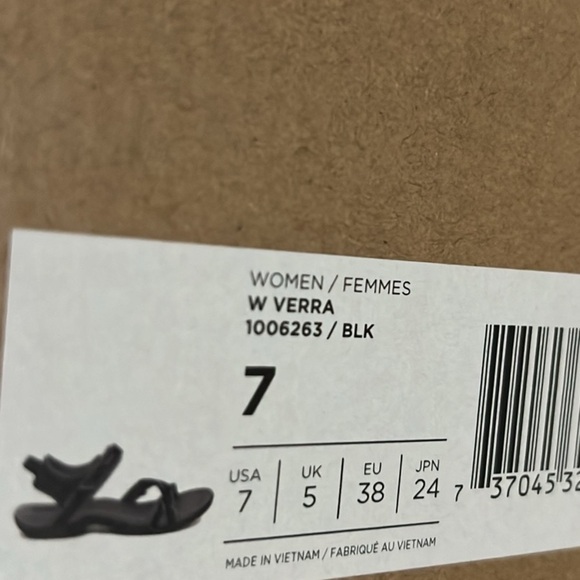 WOMEN / FEMMES
W VERRA
1006263 / BLK
7
USA UK EU JPN
7 5 38 24
7 37045 32
MADE IN VIETNAM / FABRIQUÉ AU VIETNAM